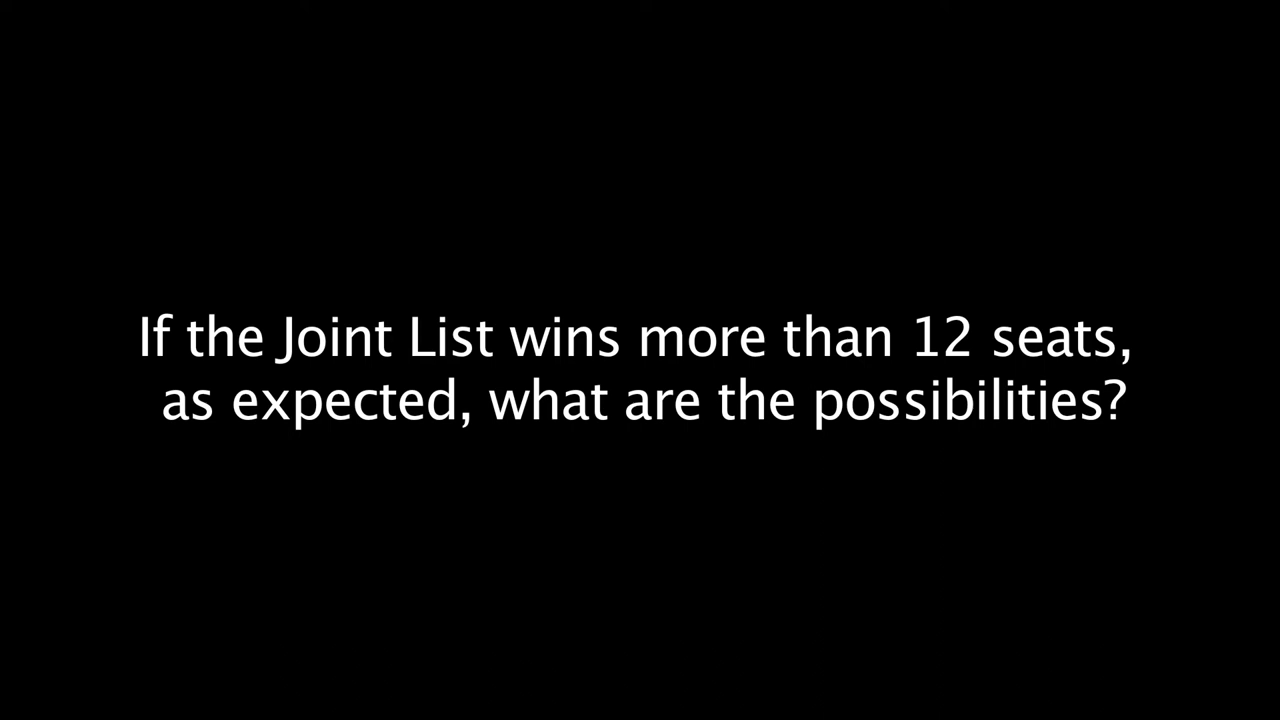 If the Joint List wins more than 12 seats,
as expected, what are the possibilities?